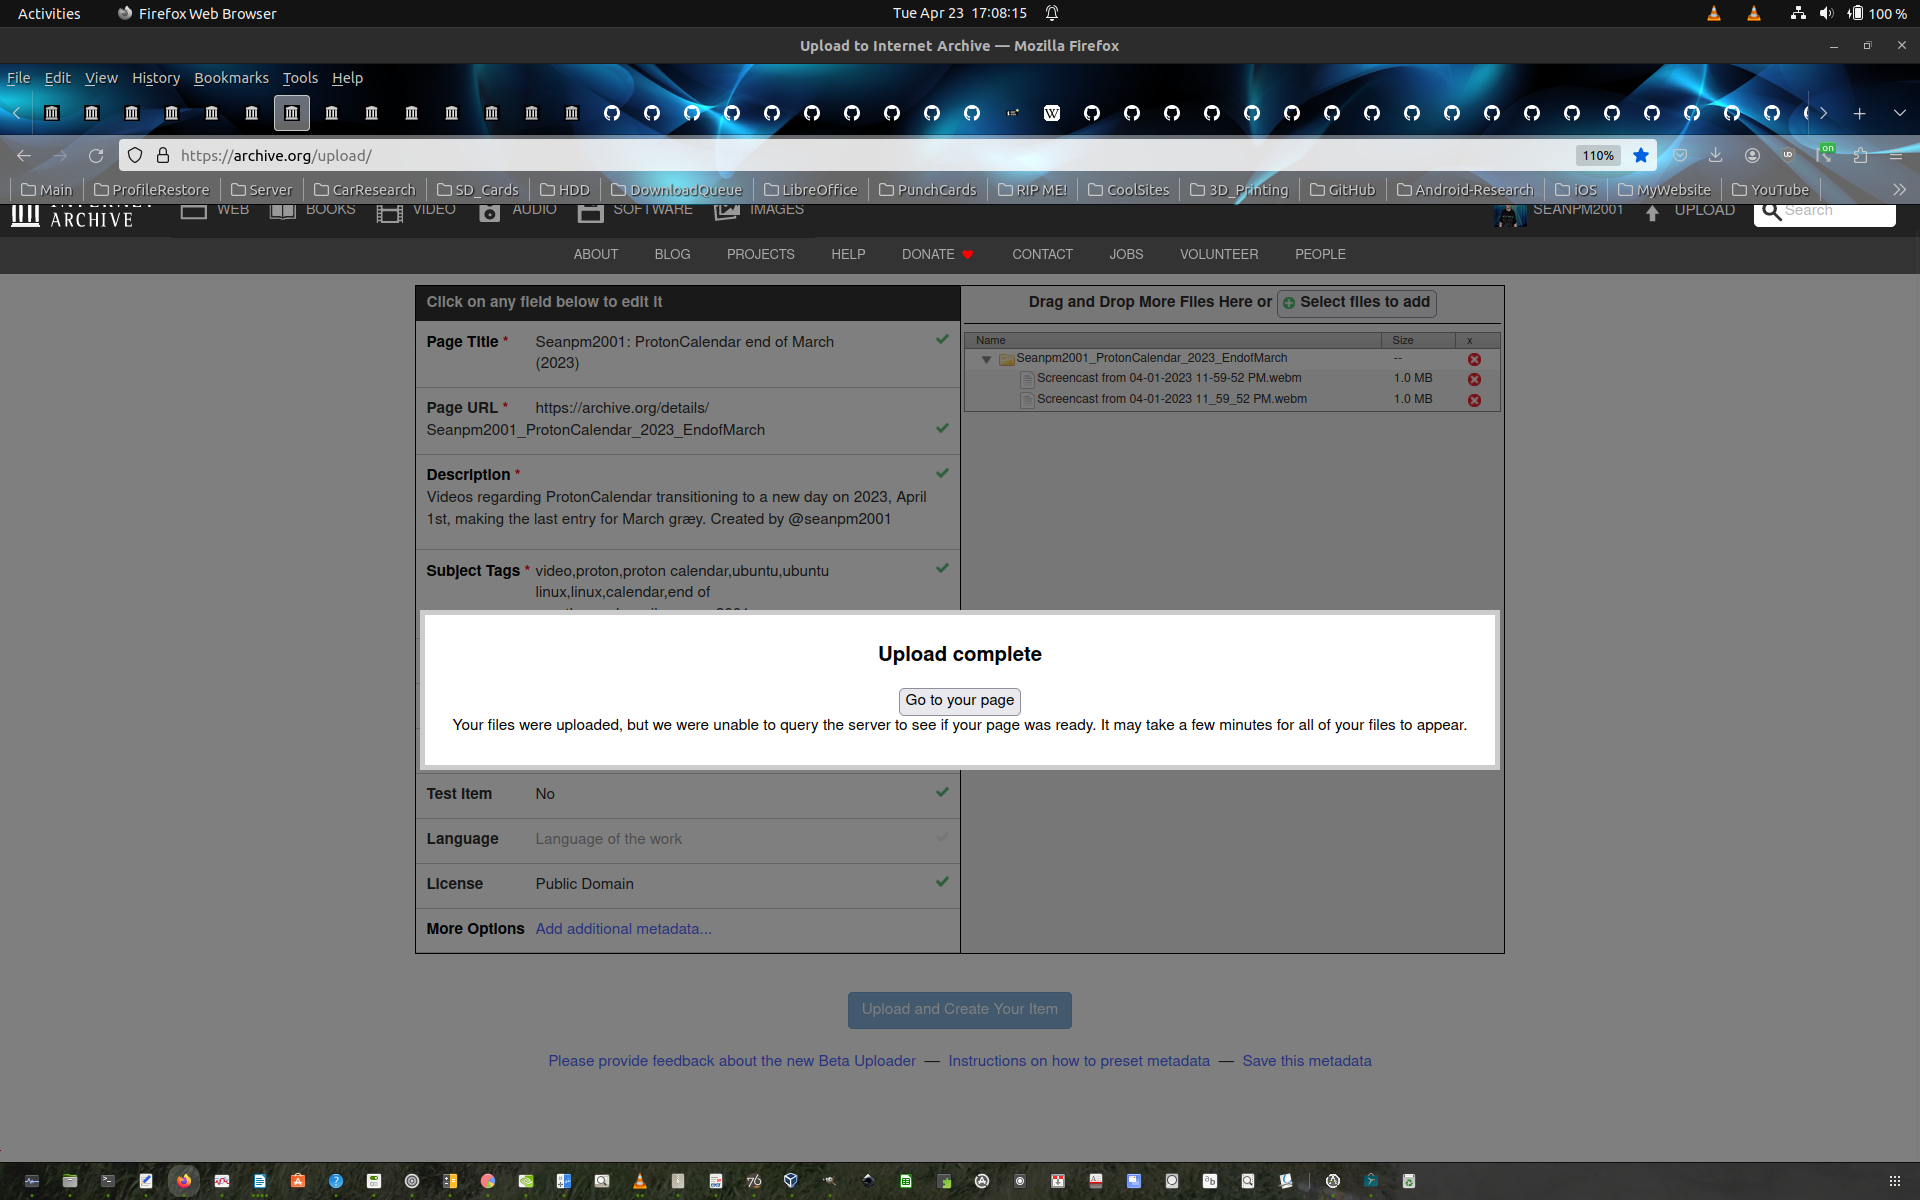 Activities
Firefox Web Browser
Tue Apr 23 17:08:15
100 %
Upload to Internet Archive — Mozilla Firefox
File Edit View History Bookmarks Tools Help
https://archive.org/upload/
110%
on
Main ProfileRestore Server CarResearch SD_Cards HDD DownloadQueue LibreOffice PunchCards RIP ME! CoolSites 3D_Printing GitHub Android-Research iOS MyWebsite YouTube
INTERNET
ARCHIVE
WEB BOOKS VIDEO AUDIO SOFTWARE IMAGES
SEANPM2001 UPLOAD Search
ABOUT BLOG PROJECTS HELP DONATE CONTACT JOBS VOLUNTEER PEOPLE
Click on any field below to edit it
Page Title * Seanpm2001: ProtonCalendar end of March
(2023)
Page URL * https://archive.org/details/
Seanpm2001_ProtonCalendar_2023_EndofMarch
Description *
Videos regarding ProtonCalendar transitioning to a new day on 2023, April
1st, making the last entry for March græy. Created by @seanpm2001
Subject Tags * video,proton,proton calendar,ubuntu,ubuntu
linux,linux,calendar,end of
Drag and Drop More Files Here or Select files to add
Name Size x
Seanpm2001_ProtonCalendar_2023_EndofMarch --
Screencast from 04-01-2023 11-59-52 PM.webm 1.0 MB
Screencast from 04-01-2023 11_59_52 PM.webm 1.0 MB
Upload complete
Go to your page
Your files were uploaded, but we were unable to query the server to see if your page was ready. It may take a few minutes for all of your files to appear.
Test Item No
Language Language of the work
License Public Domain
More Options Add additional metadata...
Upload and Create Your Item
Please provide feedback about the new Beta Uploader — Instructions on how to preset metadata — Save this metadata